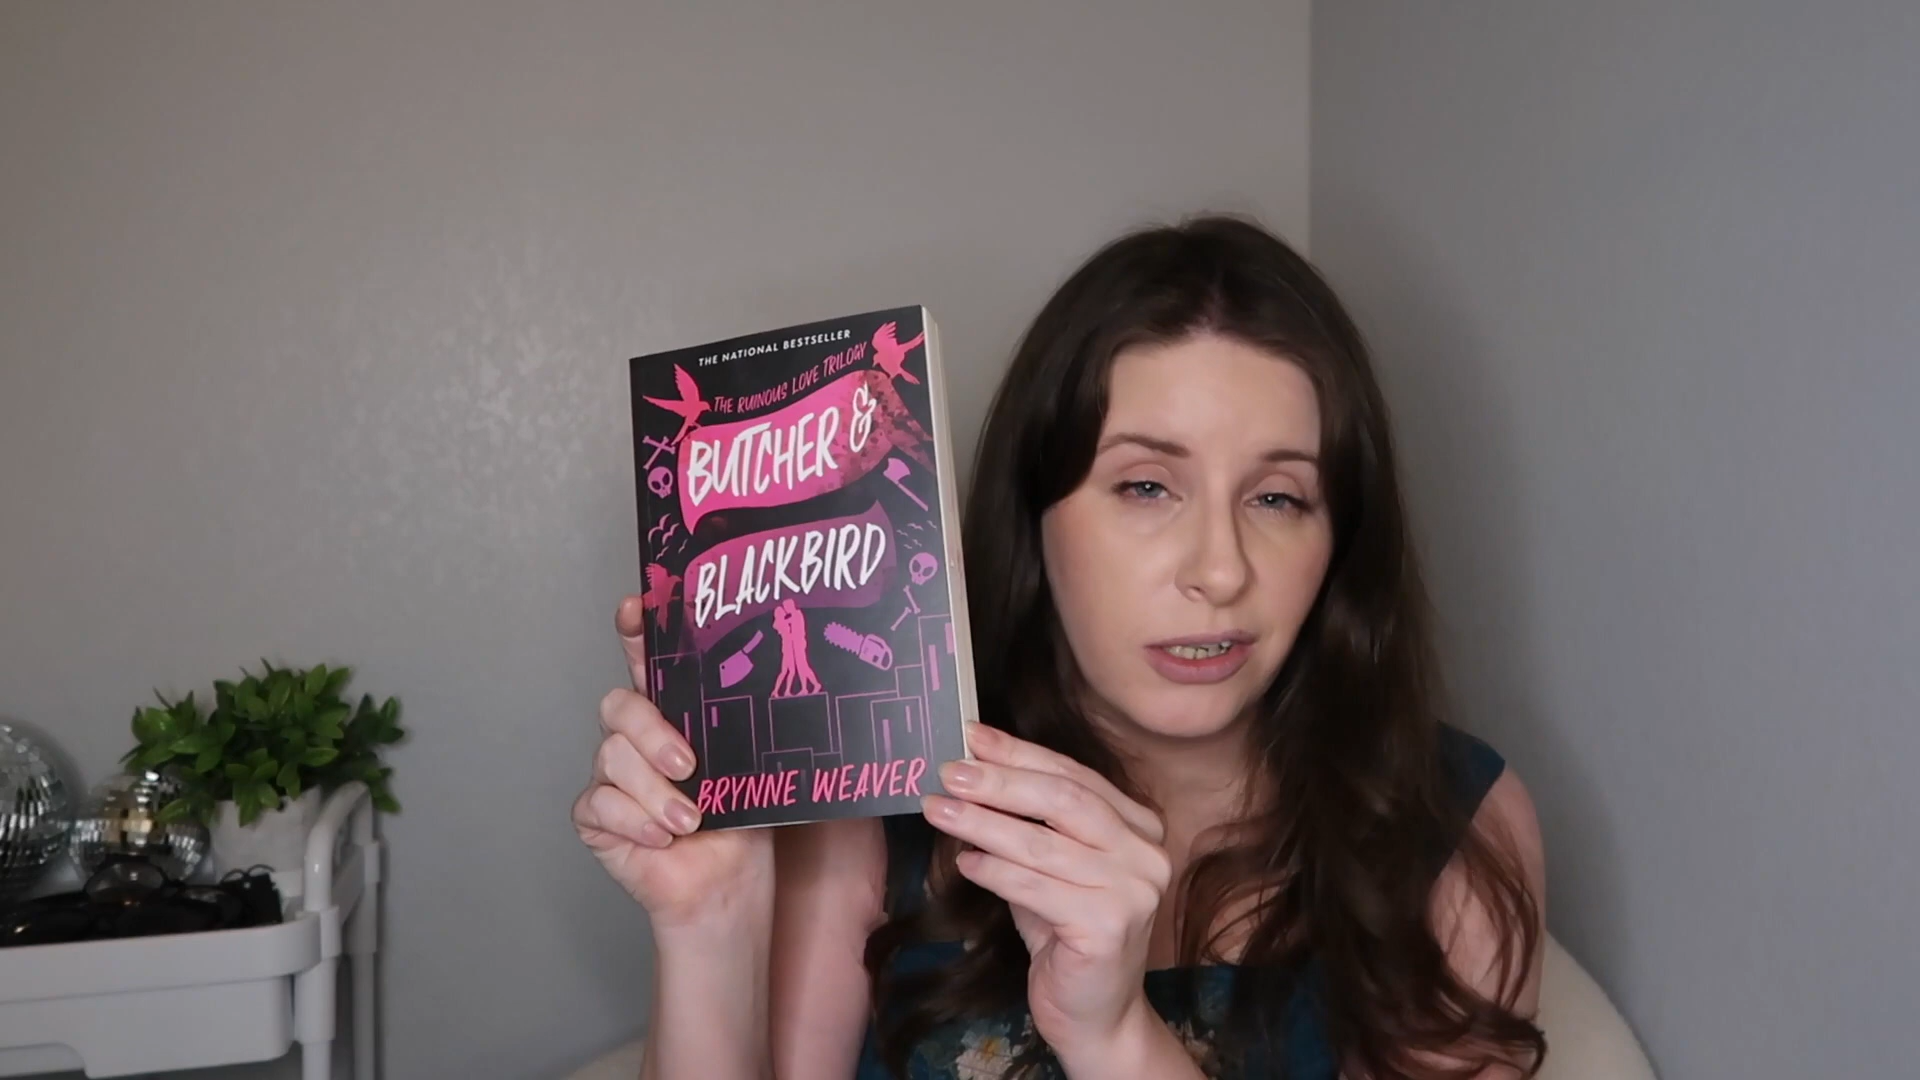 THE NATIONAL BESTSELLER
THE RUINOUS LOVE TRILOGY
BUTCHER &
BLACKBIRD
BRYNNE WEAVER